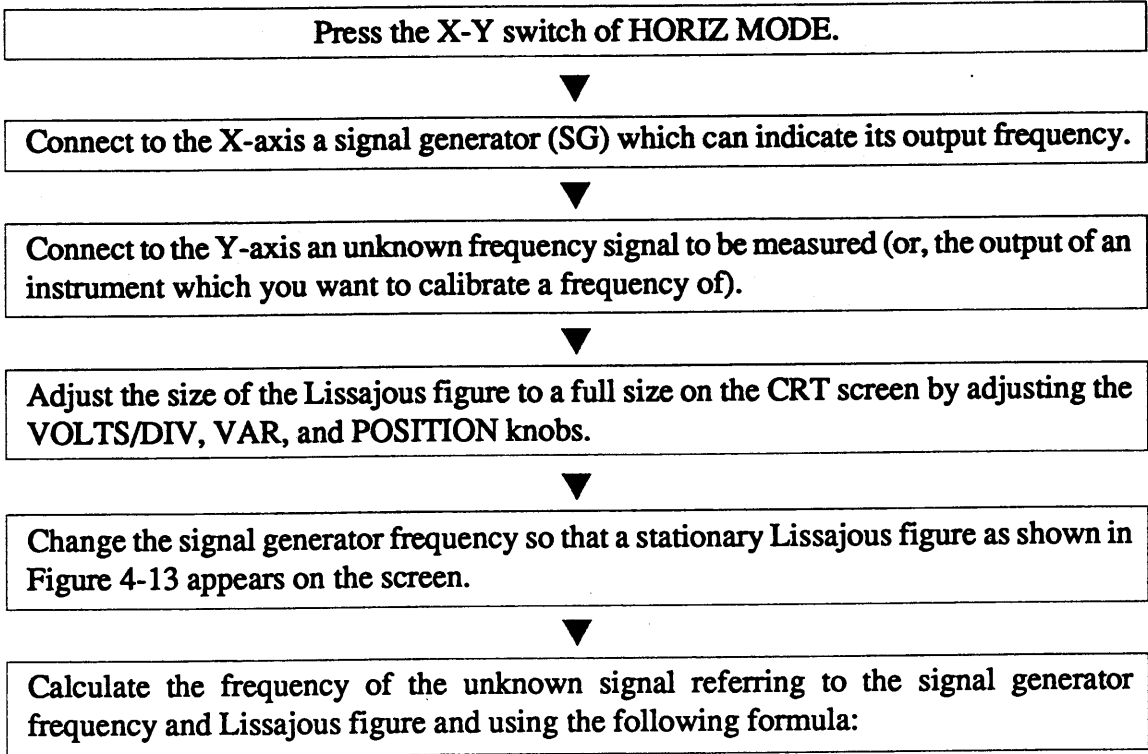 Press the X-Y switch of HORIZ MODE.
Connect to the X-axis a signal generator (SG) which can indicate its output frequency.
Connect to the Y-axis an unknown frequency signal to be measured (or, the output of an
instrument which you want to calibrate a frequency of).
Adjust the size of the Lissajous figure to a full size on the CRT screen by adjusting the
VOLTS/DIV, VAR, and POSITION knobs.
Change the signal generator frequency so that a stationary Lissajous figure as shown in
Figure 4-13 appears on the screen.
Calculate the frequency of the unknown signal referring to the signal generator
frequency and Lissajous figure and using the following formula: